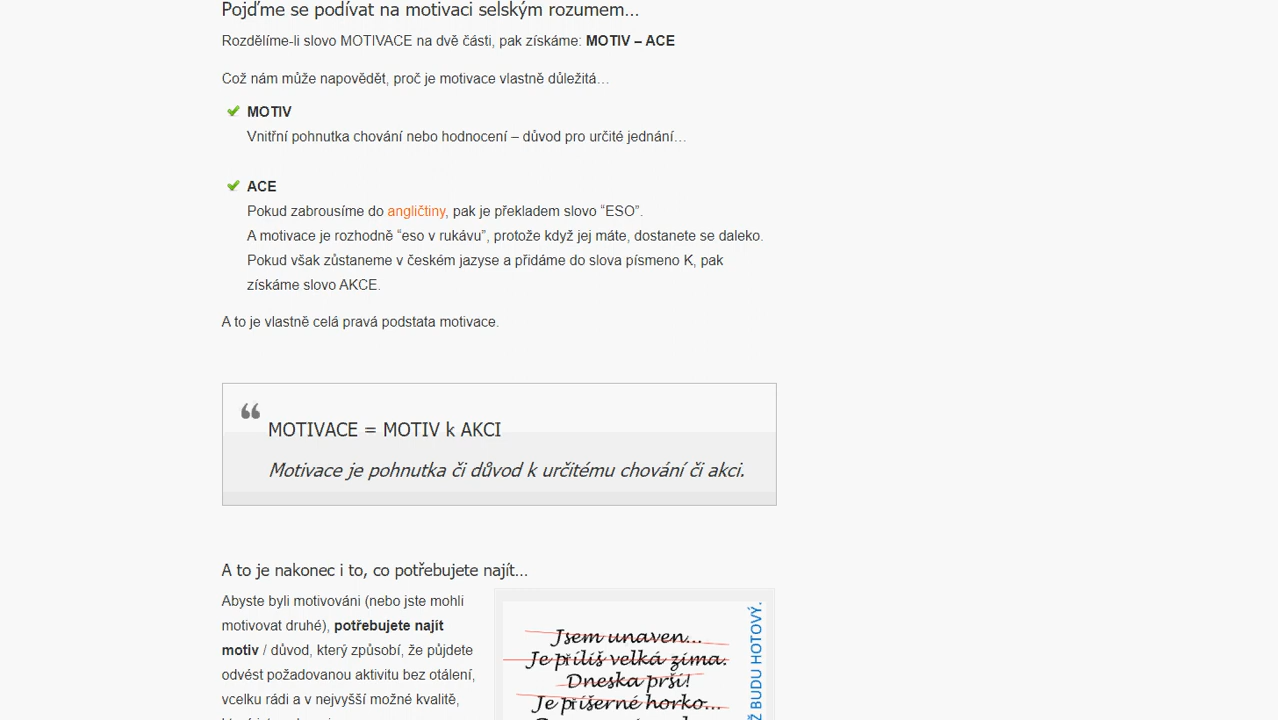 Pojďme se podívat na motivaci selským rozumem…
Rozdělíme-li slovo MOTIVACE na dvě části, pak získáme: MOTIV – ACE
Což nám může napovědět, proč je motivace vlastně důležitá…
MOTIV
Vnitřní pohnutka chování nebo hodnocení – důvod pro určité jednání…
ACE
Pokud zabrousíme do angličtiny, pak je překladem slovo “ESO”.
A motivace je rozhodně “eso v rukávu”, protože když jej máte, dostanete se daleko.
Pokud však zůstaneme v českém jazyse a přidáme do slova písmeno K, pak
získáme slovo AKCE.
A to je vlastně celá pravá podstata motivace.
“
MOTIVACE = MOTIV k AKCI
Motivace je pohnutka či důvod k určitému chování či akci.
A to je nakonec i to, co potřebujete najít…
Abyste byli motivováni (nebo jste mohli
motivovat druhé), potřebujete najít
motiv / důvod, který způsobí, že půjdete
odvést požadovanou aktivitu bez otálení,
vcelku rádi a v nejvyšší možné kvalitě,
Jsem unaven...
Je příliš velká zima.
Dneska prší!
Je příšerné horko...
Ž BUDU HOTOVÝ.